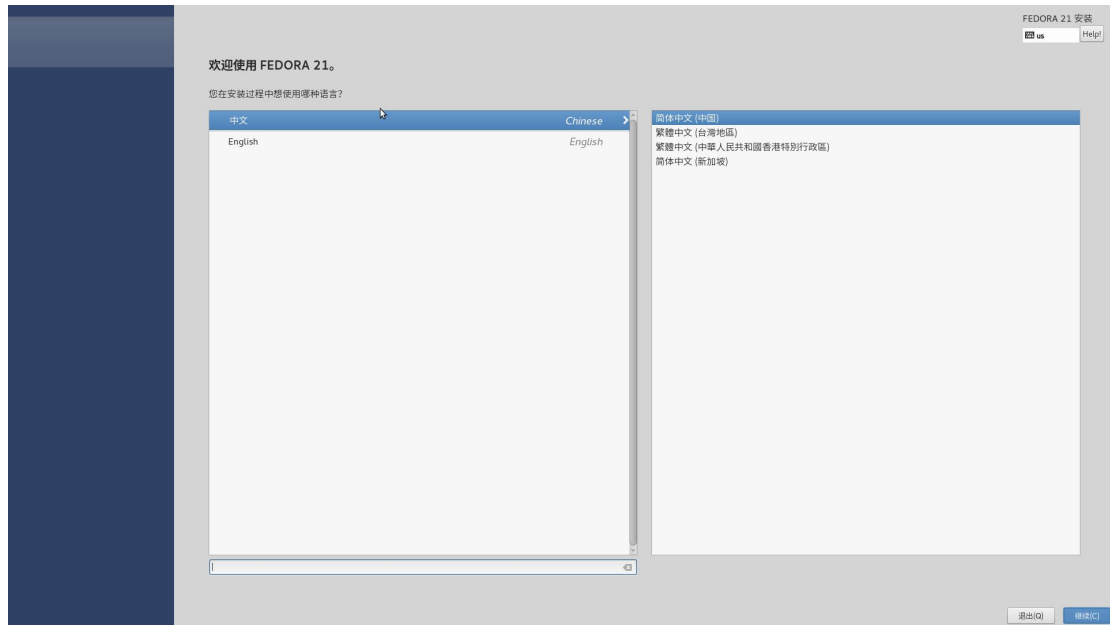 FEDORA 21 安装
us
Help!
欢迎使用 FEDORA 21。
您在安装过程中想使用哪种语言？
中文 Chinese
English English
简体中文 (中国)
繁體中文 (台灣地區)
繁體中文 (中華人民共和國香港特別行政區)
简体中文 (新加坡)
退出(Q)
继续(C)